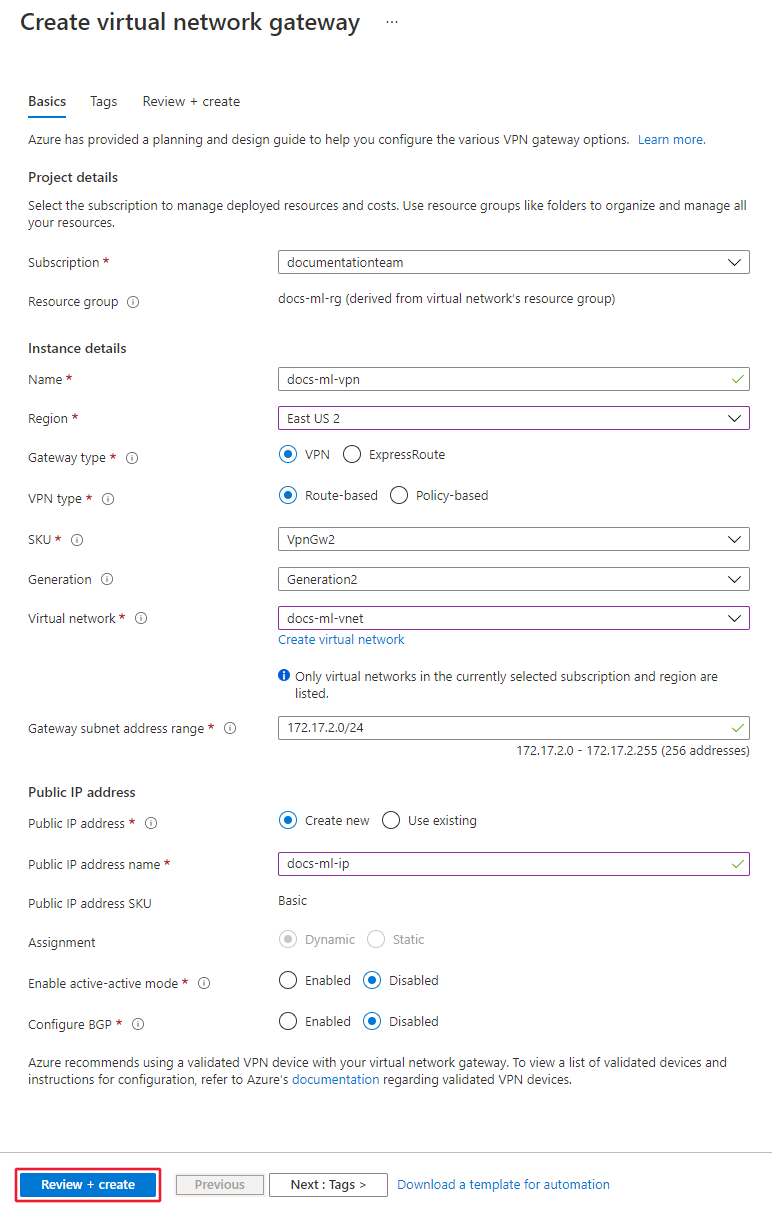 Create virtual network gateway ...
Basics Tags Review + create
Azure has provided a planning and design guide to help you configure the various VPN gateway options. Learn more.
Project details
Select the subscription to manage deployed resources and costs. Use resource groups like folders to organize and manage all
your resources.
Subscription * documentationteam
Resource group docs-ml-rg (derived from virtual network's resource group)
Instance details
Name * docs-ml-vpn
Region * East US 2
Gateway type * VPN ExpressRoute
VPN type * Route-based Policy-based
SKU * VpnGw2
Generation Generation2
Virtual network * docs-ml-vnet
Create virtual network
Only virtual networks in the currently selected subscription and region are
listed.
Gateway subnet address range * 172.17.2.0/24
172.17.2.0 - 172.17.2.255 (256 addresses)
Public IP address
Public IP address * Create new Use existing
Public IP address name * docs-ml-ip
Public IP address SKU Basic
Assignment Dynamic Static
Enable active-active mode * Enabled Disabled
Configure BGP * Enabled Disabled
Azure recommends using a validated VPN device with your virtual network gateway. To view a list of validated devices and
instructions for configuration, refer to Azure's documentation regarding validated VPN devices.
Review + create Previous Next : Tags > Download a template for automation